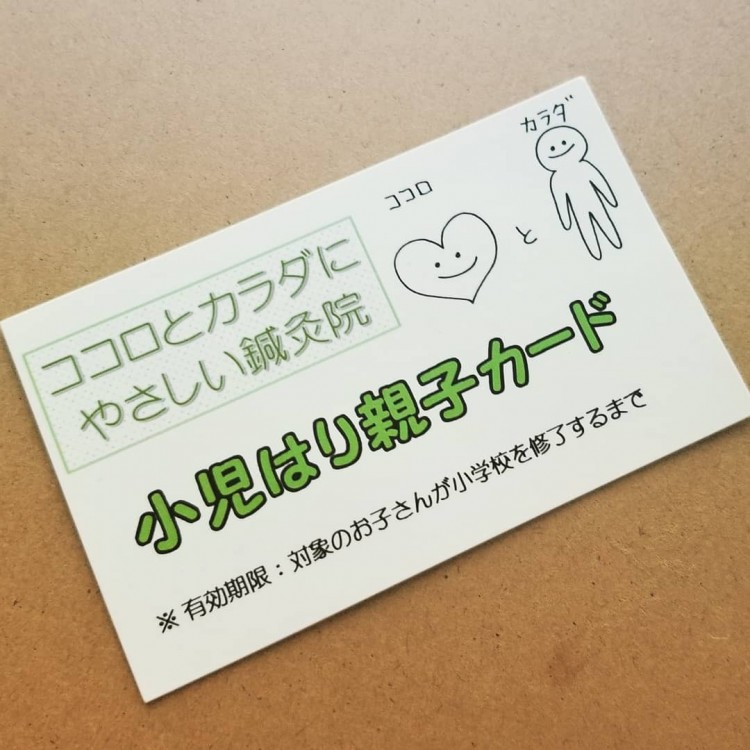 カラダ
ココロ
と
ココロとカラダに
やさしい鍼灸院
小児はり親子カード
※ 有効期限：対象のお子さんが小学校を修了するまで